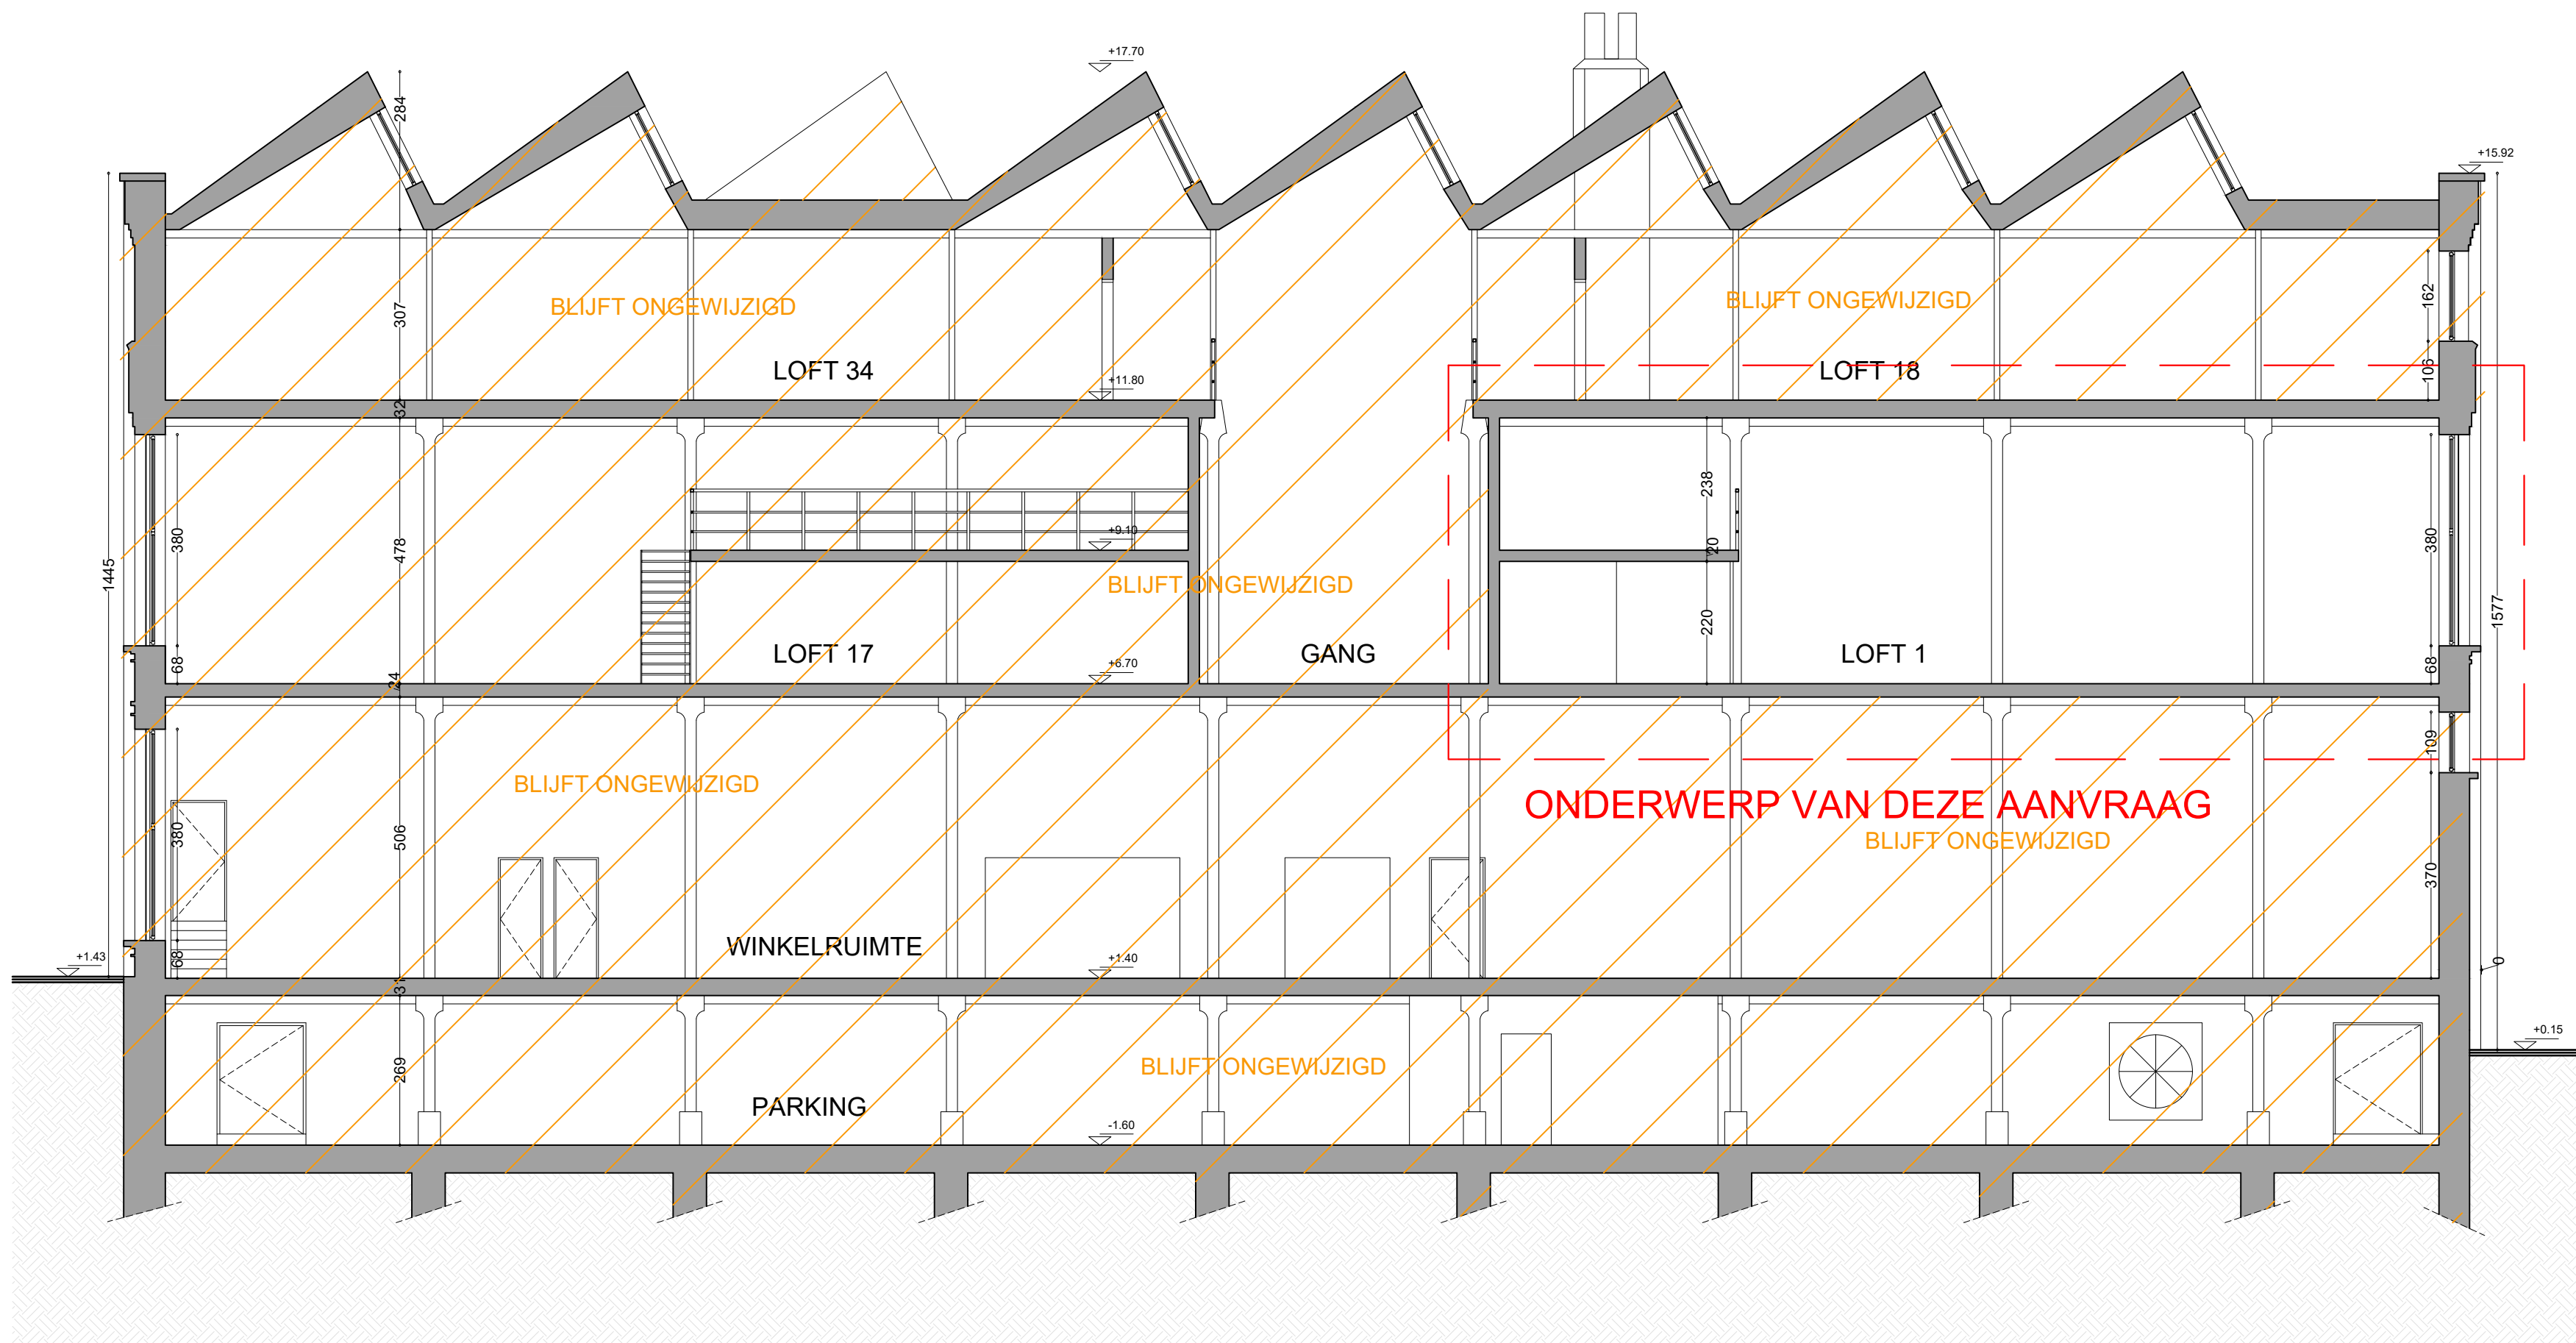 +17.70
284
+15.92
BLIJFT ONGEWIJZIGD
BLIJFT ONGEWIJZIGD
162
307
LOFT 34
LOFT 18
106
+11.80
32
238
380
478
+9.10
20
380
1445
BLIJFT ONGEWIJZIGD
220
1577
LOFT 17
GANG
LOFT 1
68
+6.70
68
24
109
BLIJFT ONGEWIJZIGD
ONDERWERP VAN DEZE AANVRAAG
380
506
BLIJFT ONGEWIJZIGD
370
WINKELRUIMTE
+1.43
68
+1.40
0
+0.15
269
BLIJFT ONGEWIJZIGD
PARKING
-1.60